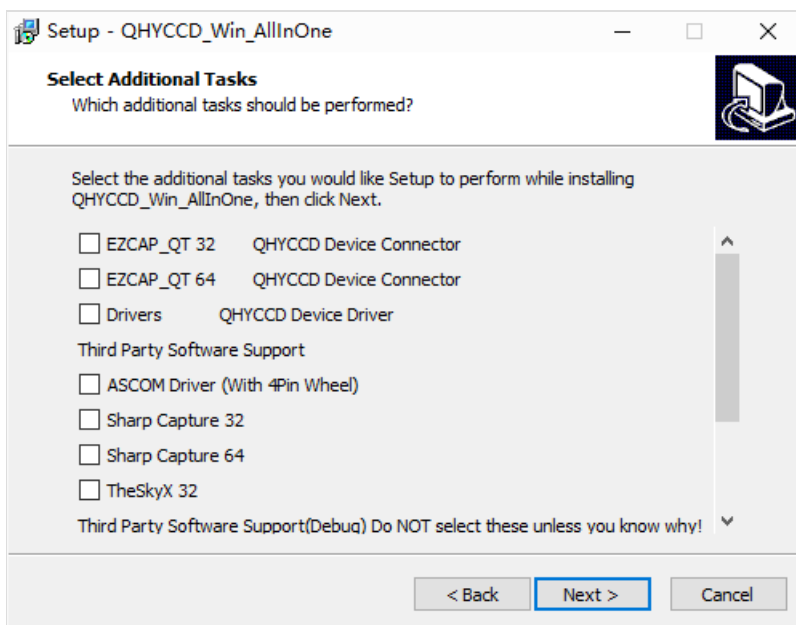 Setup - QHYCCD_Win_AllInOne
Select Additional Tasks
Which additional tasks should be performed?
Select the additional tasks you would like Setup to perform while installing
QHYCCD_Win_AllInOne, then click Next.
EZCAP_QT 32 QHYCCD Device Connector
EZCAP_QT 64 QHYCCD Device Connector
Drivers QHYCCD Device Driver
Third Party Software Support
ASCOM Driver (With 4Pin Wheel)
Sharp Capture 32
Sharp Capture 64
TheSkyX 32
Third Party Software Support(Debug) Do NOT select these unless you know why!
< Back Next > Cancel